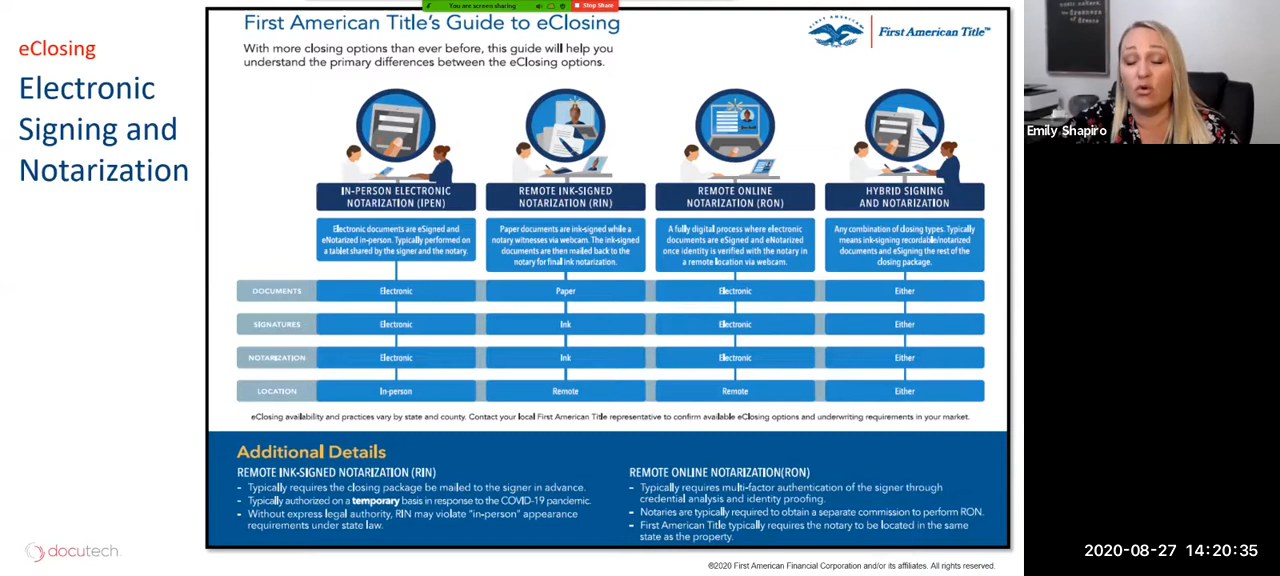 You are screen sharing
Stop Share
eClosing
Electronic
Signing and
Notarization
First American Title's Guide to eClosing
With more closing options than ever before, this guide will help you
understand the primary differences between the eClosing options.
FIRST AMERICAN
First American Title™
Emily Shapiro
IN-PERSON ELECTRONIC
NOTARIZATION (IPEN)
Electronic documents are eSigned and
eNotarized in-person. Typically performed on
a tablet shared by the signer and the notary.
REMOTE INK-SIGNED
NOTARIZATION (RIN)
Paper documents are ink-signed while a
notary witnesses via webcam. The ink-signed
documents are then mailed back to the
notary for final ink notarization.
REMOTE ONLINE
NOTARIZATION (RON)
A fully digital process where electronic
documents are eSigned and eNotarized
once identity is verified with the notary in
a remote location via webcam.
HYBRID SIGNING
AND NOTARIZATION
Any combination of closing types. Typically
means ink-signing recordable/notarized
documents and eSigning the rest of the
closing package.
DOCUMENTS Electronic Paper Electronic Either
SIGNATURES Electronic Ink Electronic Either
NOTARIZATION Electronic Ink Electronic Either
LOCATION In-person Remote Remote Either
eClosing availability and practices vary by state and county. Contact your local First American Title representative to confirm available eClosing options and underwriting requirements in your market.
Additional Details
REMOTE INK-SIGNED NOTARIZATION (RIN)
- Typically requires the closing package be mailed to the signer in advance.
- Typically authorized on a temporary basis in response to the COVID-19 pandemic.
- Without express legal authority, RIN may violate "in-person" appearance
requirements under state law.
REMOTE ONLINE NOTARIZATION(RON)
- Typically requires multi-factor authentication of the signer through
credential analysis and identity proofing.
- Notaries are typically required to obtain a separate commission to perform RON.
- First American Title typically requires the notary to be located in the same
state as the property.
docutech
2020-08-27 14:20:35
©2020 First American Financial Corporation and/or its affiliates. All rights reserved.